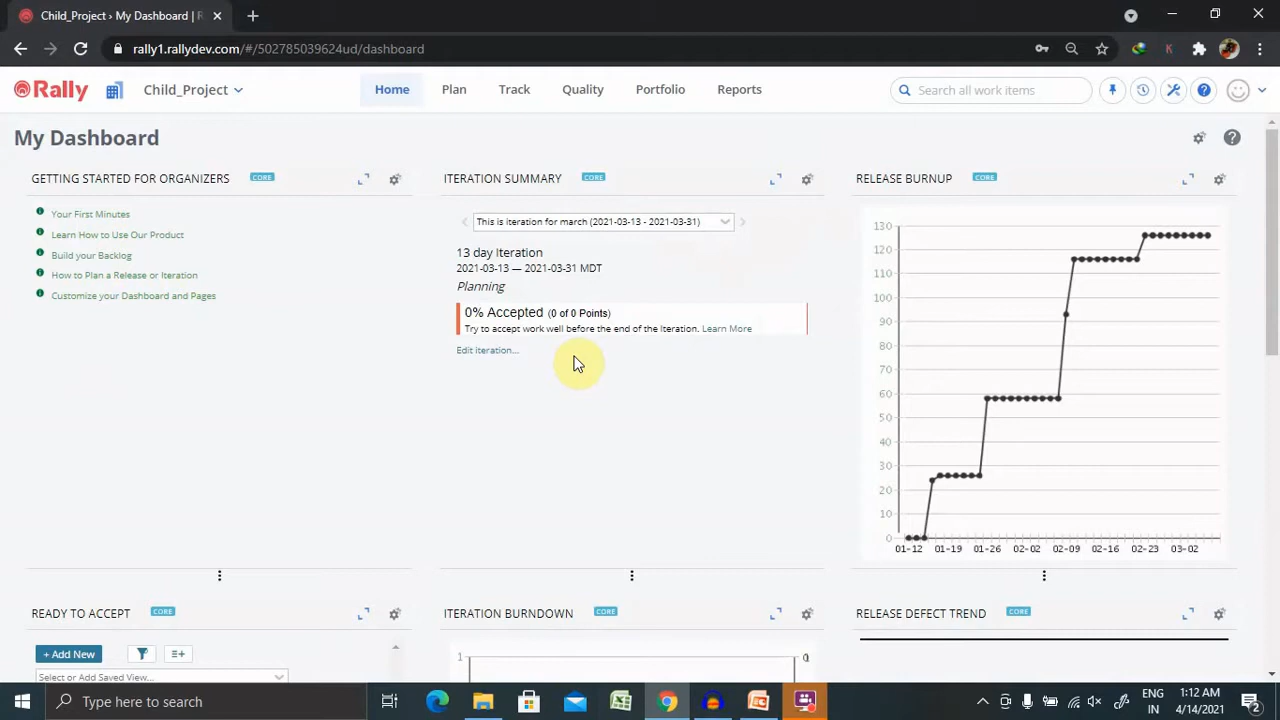 Child_Project › My Dashboard | R
rally1.rallydev.com/#/502785039624ud/dashboard
K
Rally
Child_Project
Home
Plan
Track
Quality
Portfolio
Reports
Search all work items
My Dashboard
GETTING STARTED FOR ORGANIZERS CORE
Your First Minutes
Learn How to Use Our Product
Build your Backlog
How to Plan a Release or Iteration
Customize your Dashboard and Pages
ITERATION SUMMARY CORE
This is iteration for march (2021-03-13 - 2021-03-31)
13 day Iteration
2021-03-13 — 2021-03-31 MDT
Planning
0% Accepted (0 of 0 Points)
Try to accept work well before the end of the Iteration. Learn More
Edit Iteration...
RELEASE BURNUP CORE
130
120
110
100
90
80
70
60
50
40
30
20
10
0
01-12 01-19 01-26 02-02 02-09 02-16 02-23 03-02
READY TO ACCEPT CORE
+ Add New
Select or Add Saved View...
ITERATION BURNDOWN CORE
1
0
RELEASE DEFECT TREND CORE
Type here to search
ENG
IN
1:12 AM
4/14/2021
2